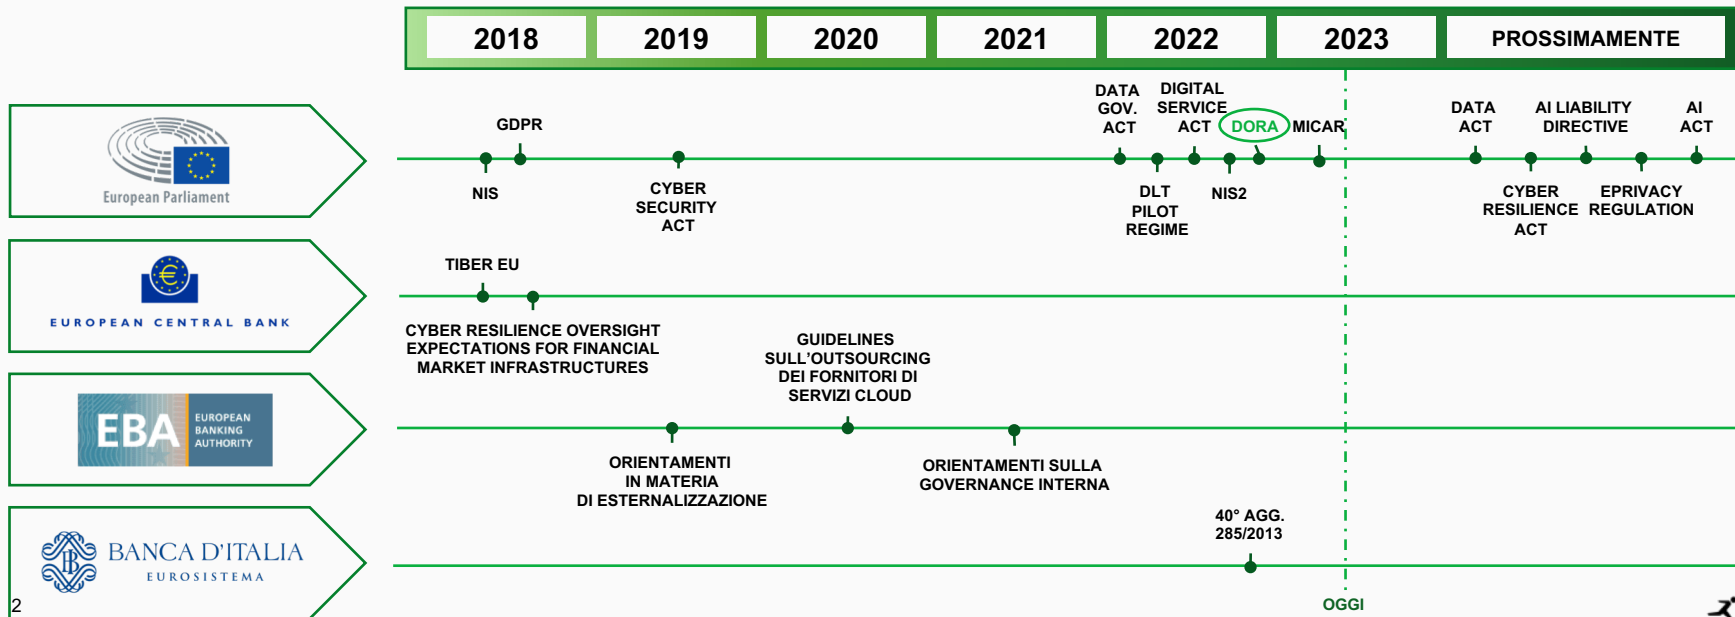 2018
2019
2020
2021
2022
2023
PROSSIMAMENTE
European Parliament
NIS
GDPR
CYBER
SECURITY
ACT
DATA
GOV.
ACT
DLT
PILOT
REGIME
DIGITAL
SERVICE
ACT
NIS2
DORA
MICAR
DATA
ACT
CYBER
RESILIENCE
ACT
AI LIABILITY
DIRECTIVE
EPRIVACY
REGULATION
AI
ACT
EUROPEAN CENTRAL BANK
TIBER EU
CYBER RESILIENCE OVERSIGHT
EXPECTATIONS FOR FINANCIAL
MARKET INFRASTRUCTURES
EBA
EUROPEAN
BANKING
AUTHORITY
ORIENTAMENTI
IN MATERIA
DI ESTERNALIZZAZIONE
GUIDELINES
SULL'OUTSOURCING
DEI FORNITORI DI
SERVIZI CLOUD
ORIENTAMENTI SULLA
GOVERNANCE INTERNA
BANCA D'ITALIA
EUROSISTEMA
40° AGG.
285/2013
OGGI
2